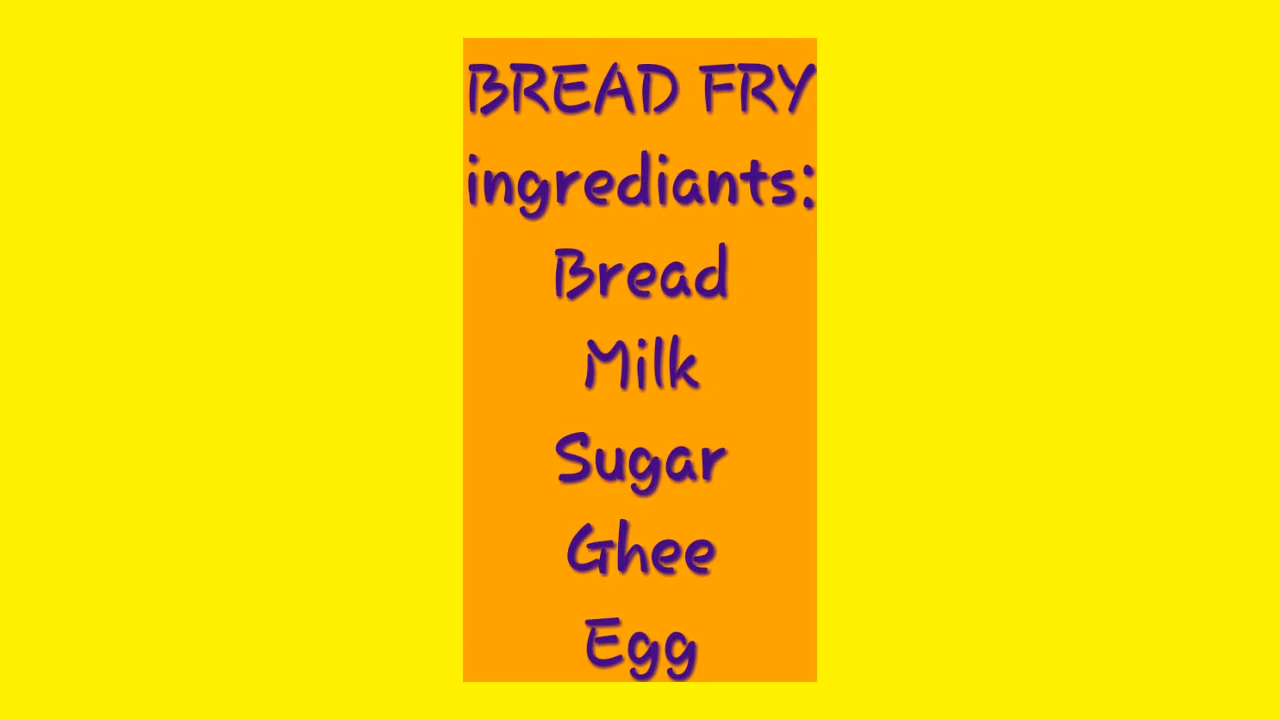 BREAD FRY
ingrediants:
Bread
Milk
Sugar
Ghee
Egg